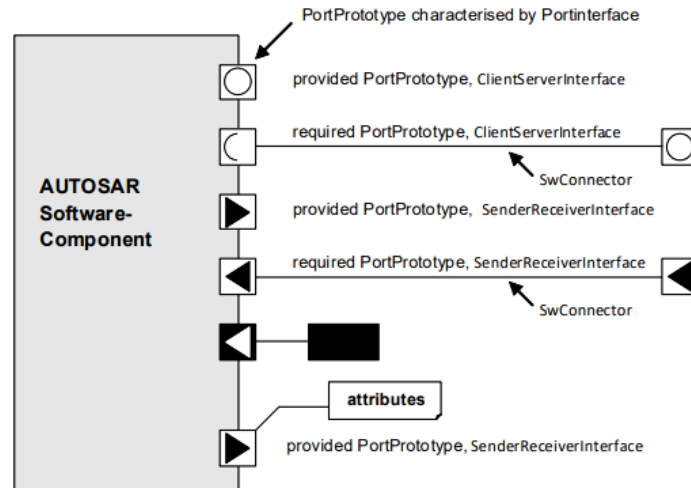 PortPrototype characterised by Portinterface
provided PortPrototype, ClientServerInterface
required PortPrototype, ClientServerInterface
SwConnector
AUTOSAR
Software-
Component
provided PortPrototype, SenderReceiverInterface
required PortPrototype, SenderReceiverInterface
SwConnector
attributes
provided PortPrototype, SenderReceiverInterface